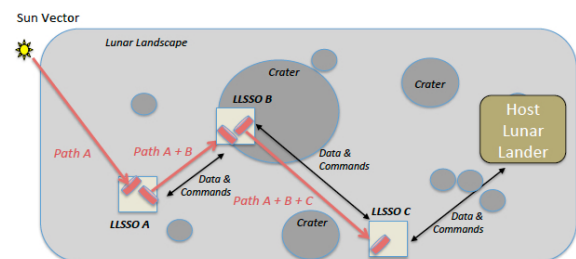 Sun Vector
Lunar Landscape
Crater
LLSSO B
Crater
Host
Lunar
Lander
Path A
Path A + B
Data &
Commands
Data &
Commands
Path A + B + C
LLSSO A
LLSSO C
Crater
Data &
Commands